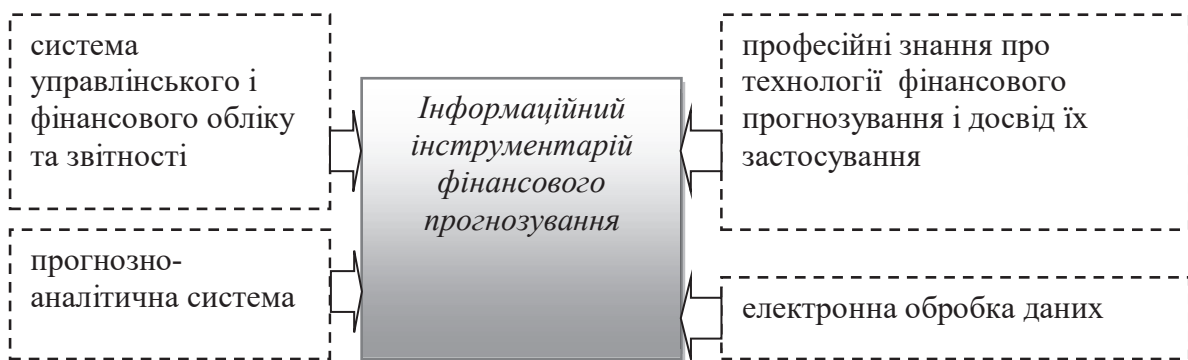 система
управлінського і
фінансового обліку
та звітності
прогнозно-
аналітична система
Інформаційний
інструментарій
фінансового
прогнозування
професійні знання про
технології фінансового
прогнозування і досвід їх
застосування
електронна обробка даних